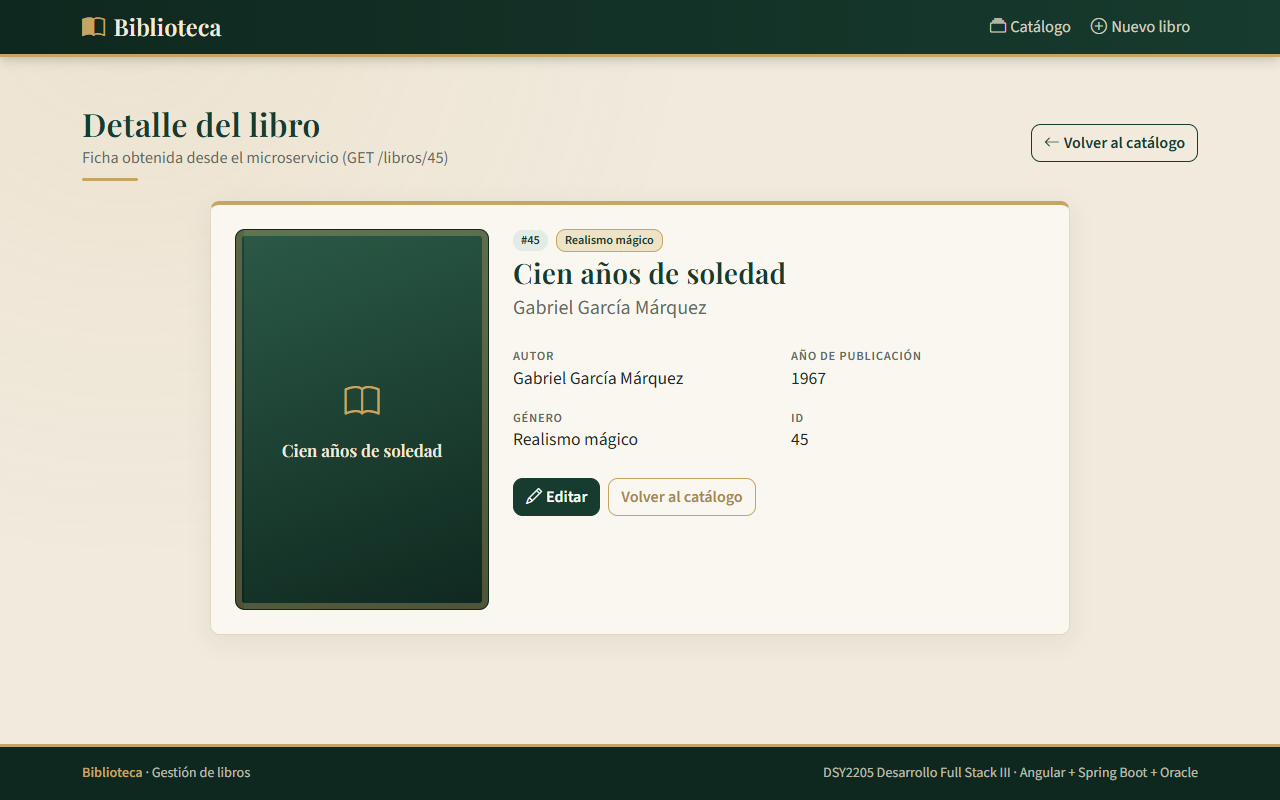 Biblioteca
Catálogo
Nuevo libro
Detalle del libro
Ficha obtenida desde el microservicio (GET /libros/45)
← Volver al catálogo
Cien años de soledad
#45
Realismo mágico
Cien años de soledad
Gabriel García Márquez
AUTOR
Gabriel García Márquez
AÑO DE PUBLICACIÓN
1967
GÉNERO
Realismo mágico
ID
45
Editar
Volver al catálogo
Biblioteca · Gestión de libros
DSY2205 Desarrollo Full Stack III · Angular + Spring Boot + Oracle